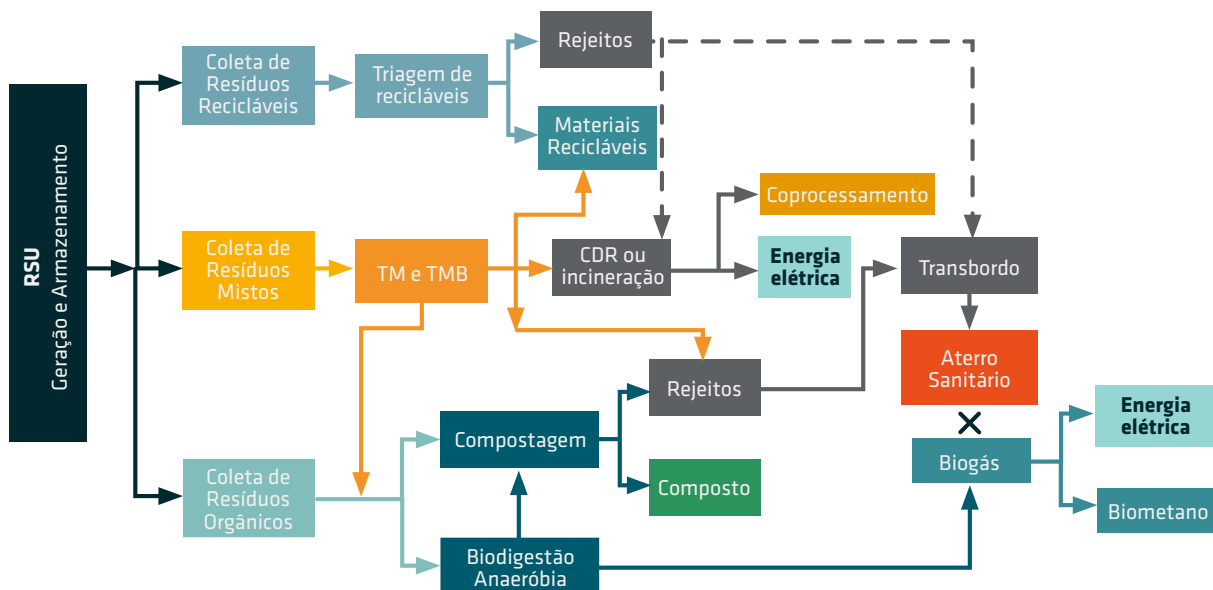 RSU
Geração e Armazenamento
Coleta de
Resíduos
Recicláveis
Triagem de
recicláveis
Rejeitos
Materiais
Recicláveis
Coleta de
Resíduos
Mistos
TM e TMB
CDR ou
incineração
Coprocessamento
Energia
elétrica
Transbordo
Aterro
Sanitário
Rejeitos
Coleta de
Resíduos
Orgânicos
Compostagem
Composto
Biodigestão
Anaeróbia
Biogás
Energia
elétrica
Biometano